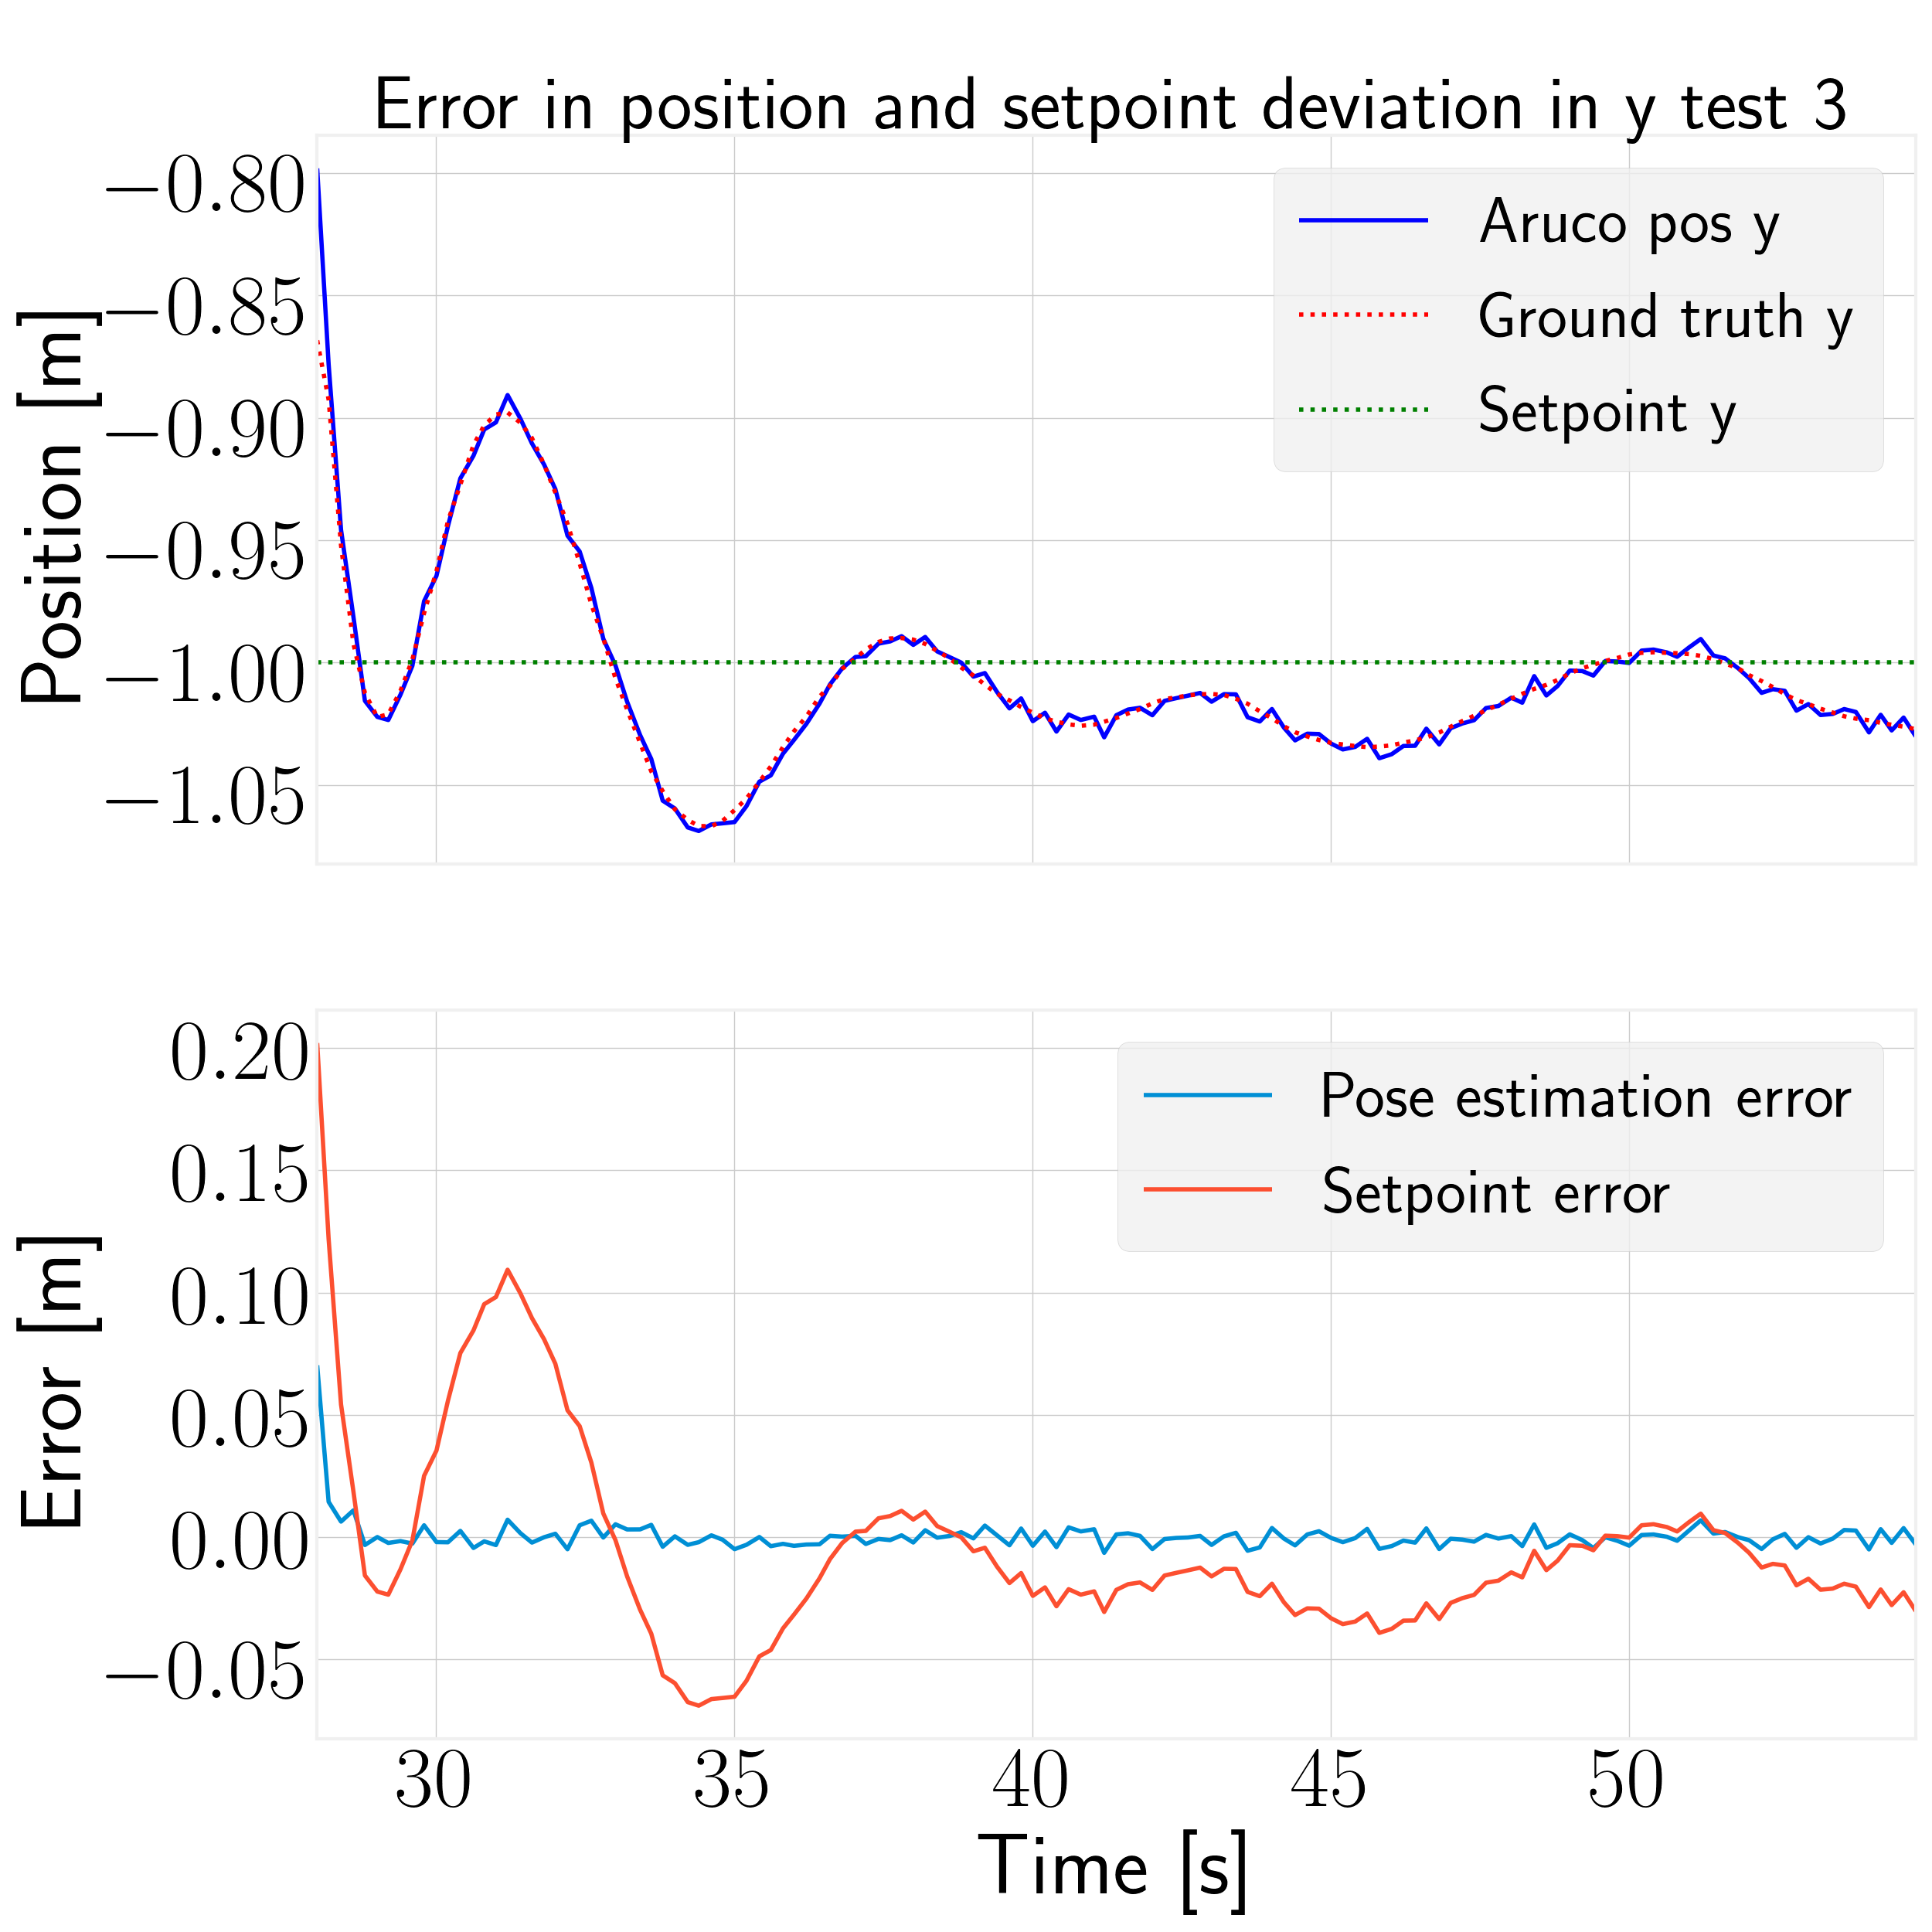 Error in position and setpoint deviation in y test 3
Position [m]
−0.80
−0.85
−0.90
−0.95
−1.00
−1.05
Aruco pos y
Ground truth y
Setpoint y
Error [m]
0.20
0.15
0.10
0.05
0.00
−0.05
Pose estimation error
Setpoint error
30 35 40 45 50
Time [s]